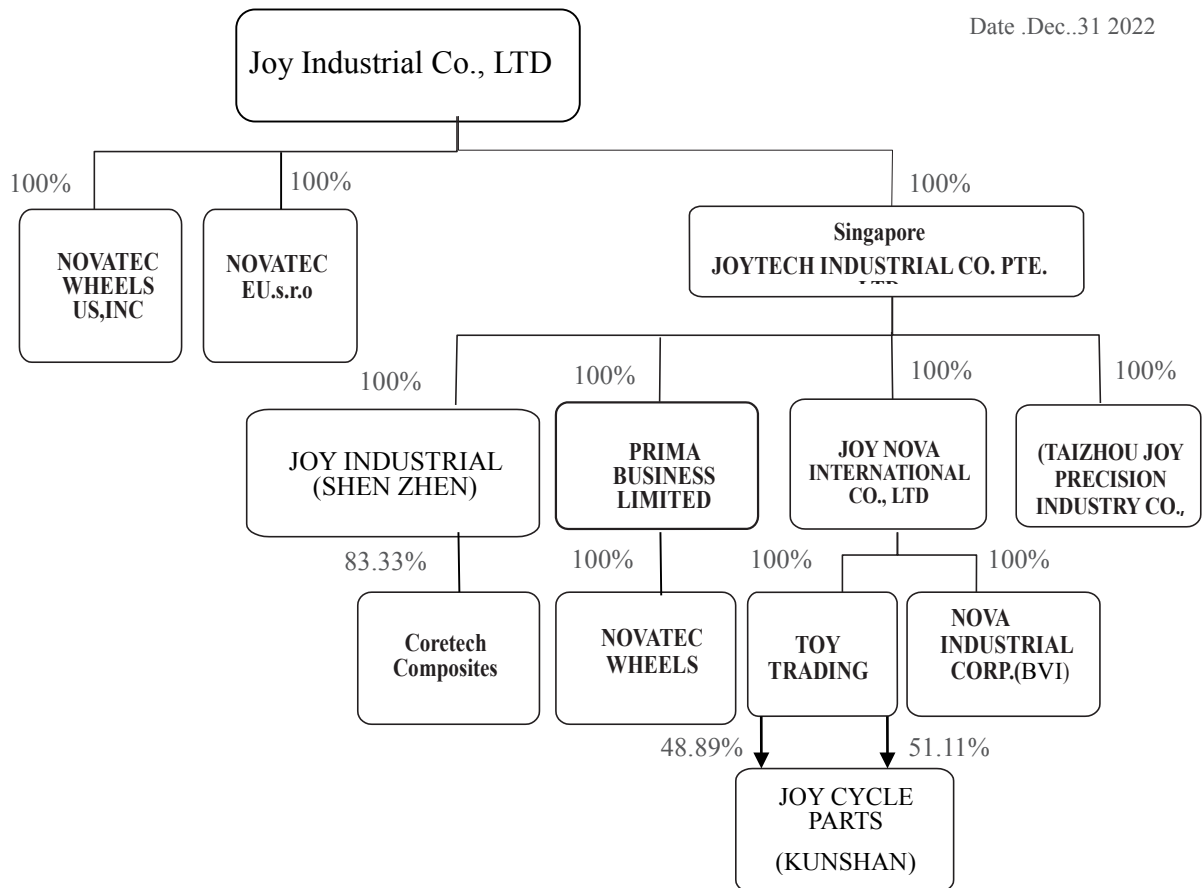 Date .Dec..31 2022
Joy Industrial Co., LTD
100%
100%
100%
NOVATEC
WHEELS
US,INC
NOVATEC
EU.s.r.o
Singapore
JOYTECH INDUSTRIAL CO. PTE.
100%
100%
100%
100%
JOY INDUSTRIAL
(SHEN ZHEN)
PRIMA
BUSINESS
LIMITED
JOY NOVA
INTERNATIONAL
CO., LTD
(TAIZHOU JOY
PRECISION
INDUSTRY CO.,
83.33%
100%
100%
100%
Coretech
Composites
NOVATEC
WHEELS
TOY
TRADING
NOVA
INDUSTRIAL
CORP.(BVI)
48.89%
51.11%
JOY CYCLE
PARTS
(KUNSHAN)